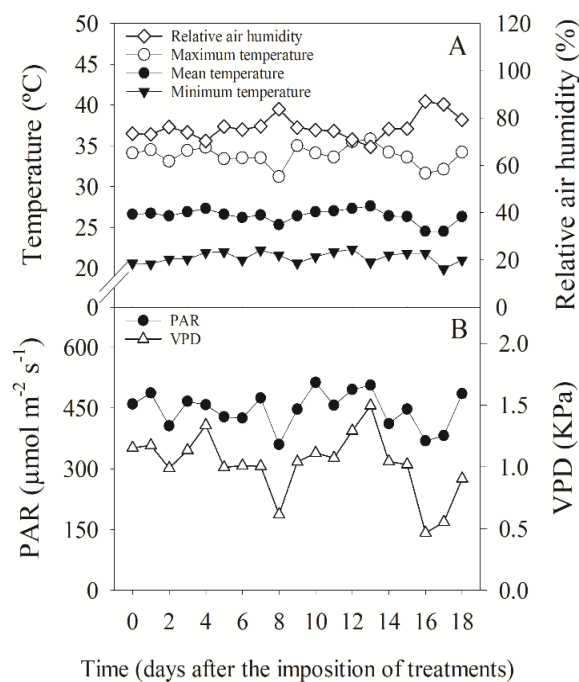 50
45
40
35
30
25
20
0
Temperature (ºC)
Relative air humidity
Maximum temperature
Mean temperature
Minimum temperature
A
120
100
80
60
40
20
0
Relative air humidity (%)
600
450
300
150
0
PAR (µmol m-2 s-1)
PAR
VPD
B
2.0
1.5
1.0
0.5
0.0
VPD (KPa)
0 2 4 6 8 10 12 14 16 18
Time (days after the imposition of treatments)